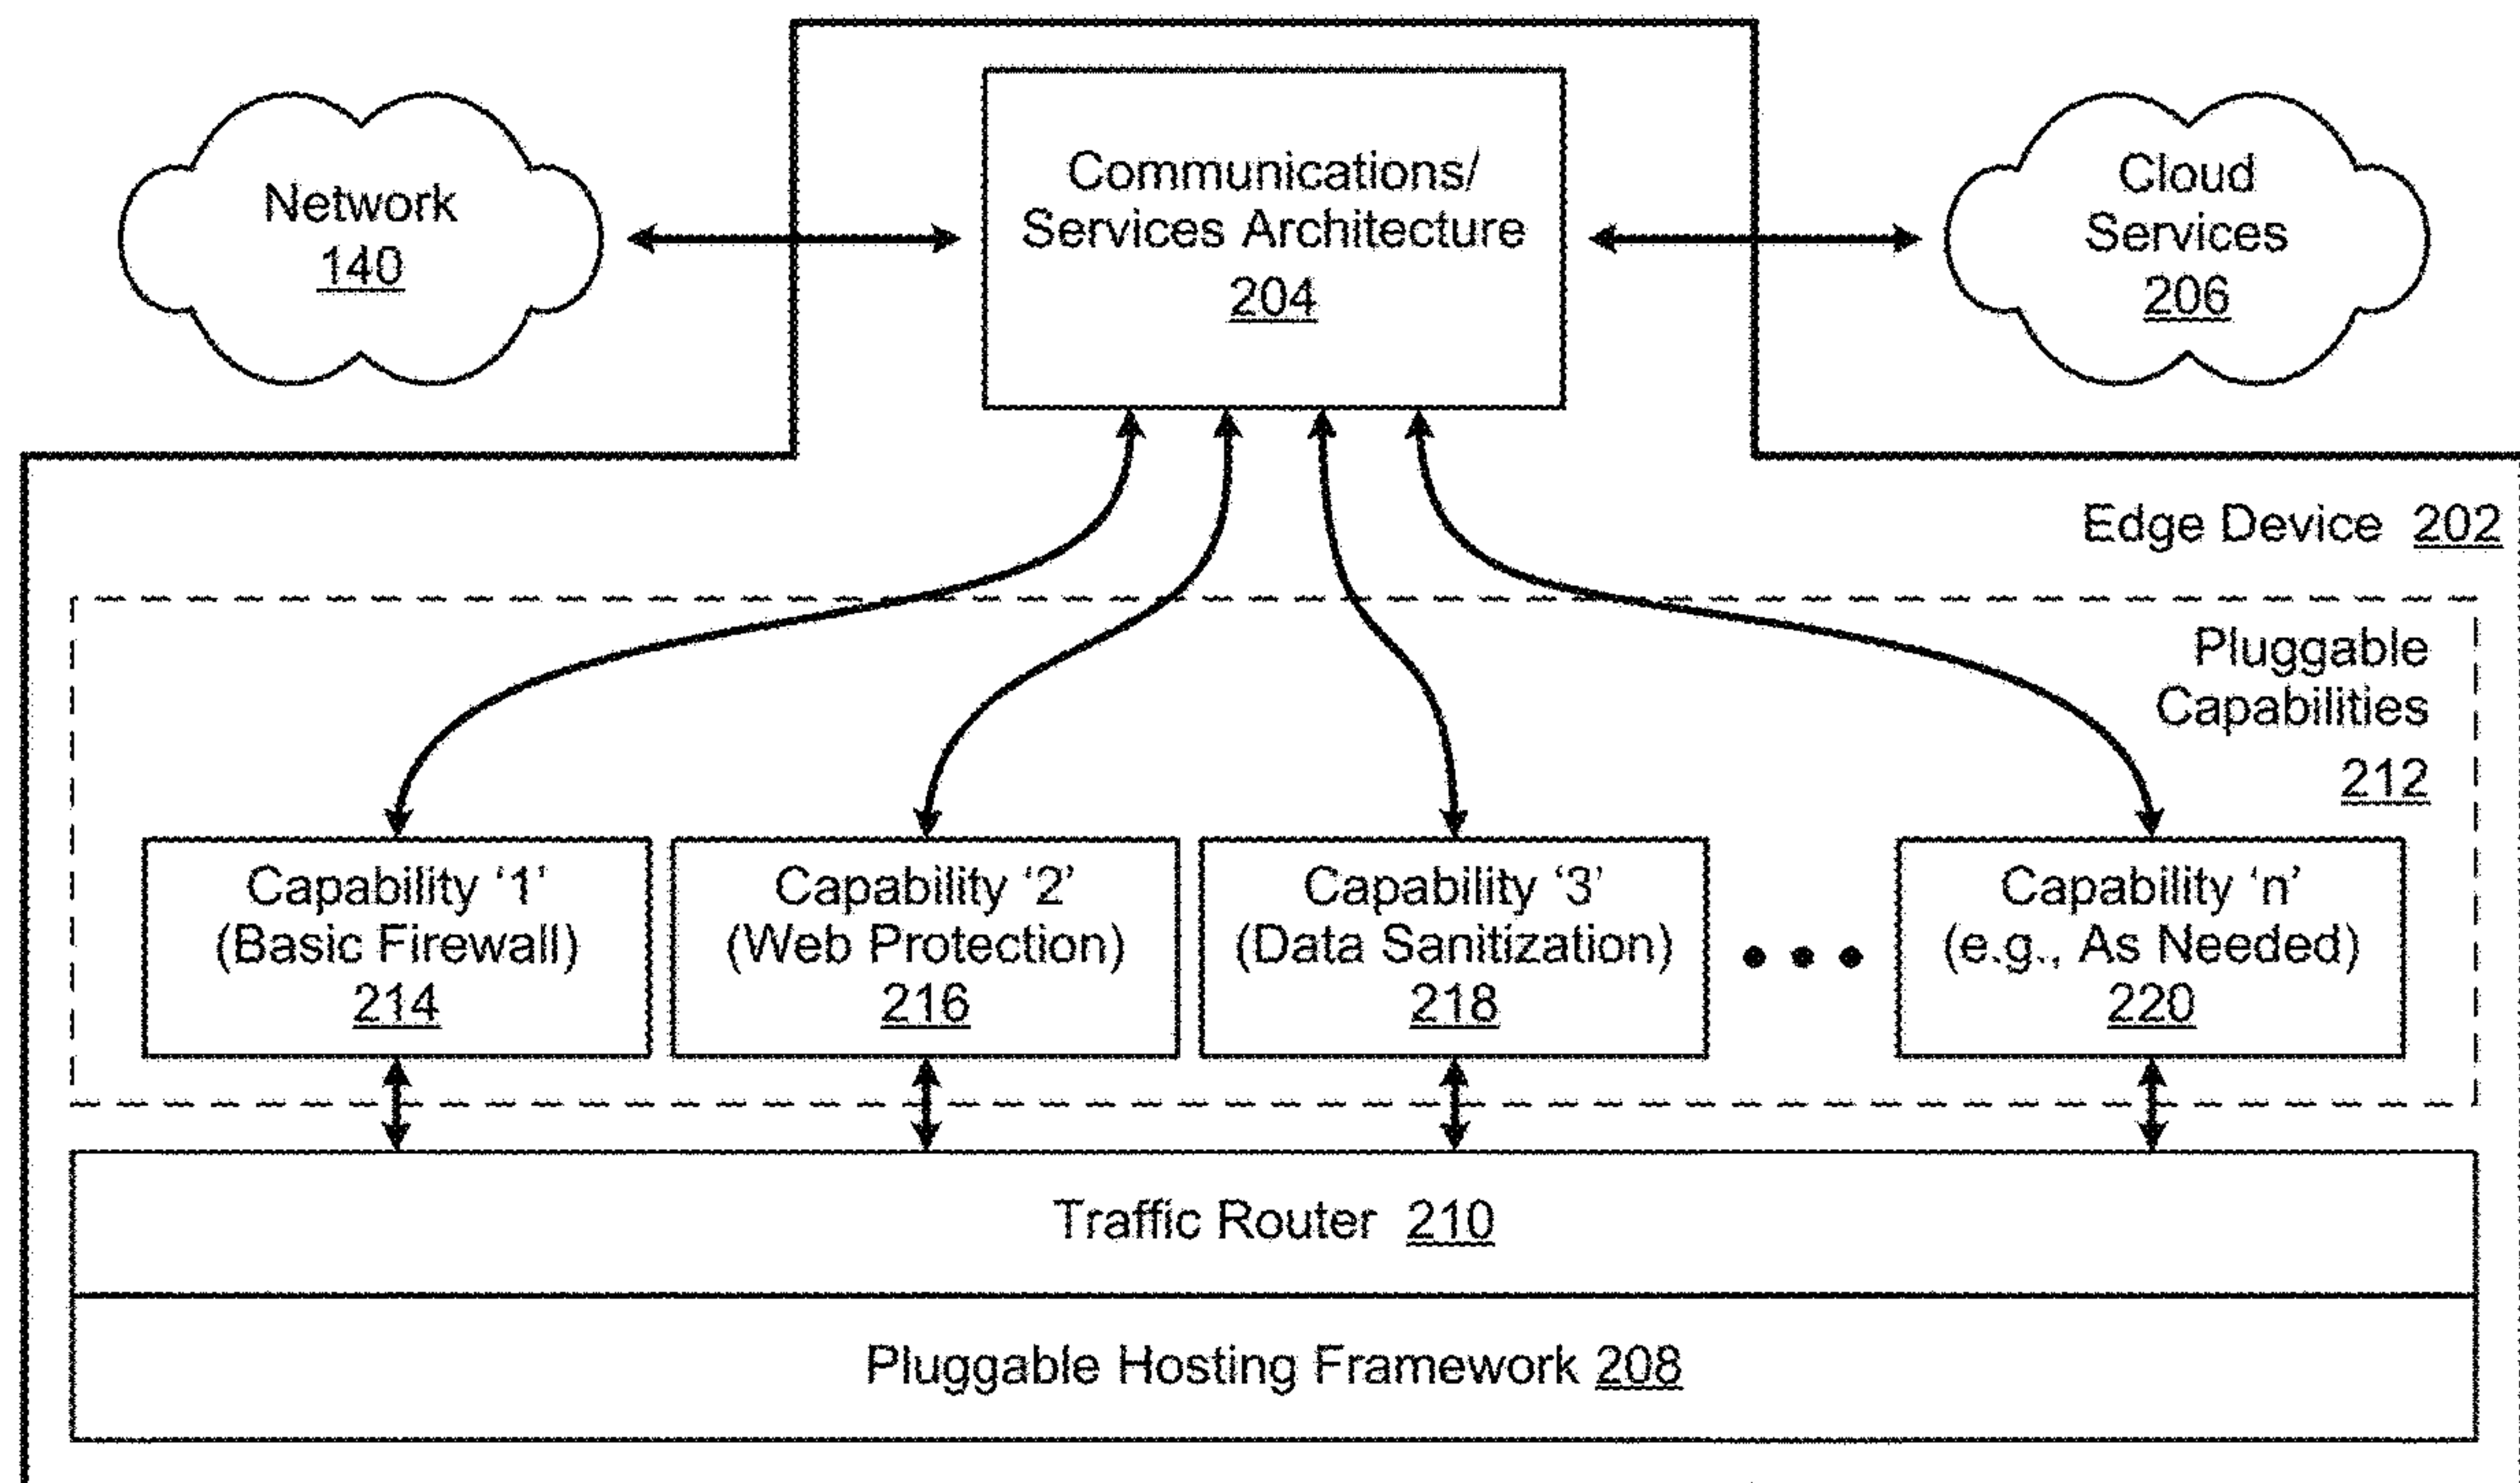 Network
140
Communications/
Services Architecture
204
Cloud
Services
206
Edge Device 202
Pluggable
Capabilities
212
Capability ‘1’
(Basic Firewall)
214
Capability ‘2’
(Web Protection)
216
Capability ‘3’
(Data Sanitization)
218
Capability ‘n’
(e.g., As Needed)
220
Traffic Router 210
Pluggable Hosting Framework 208